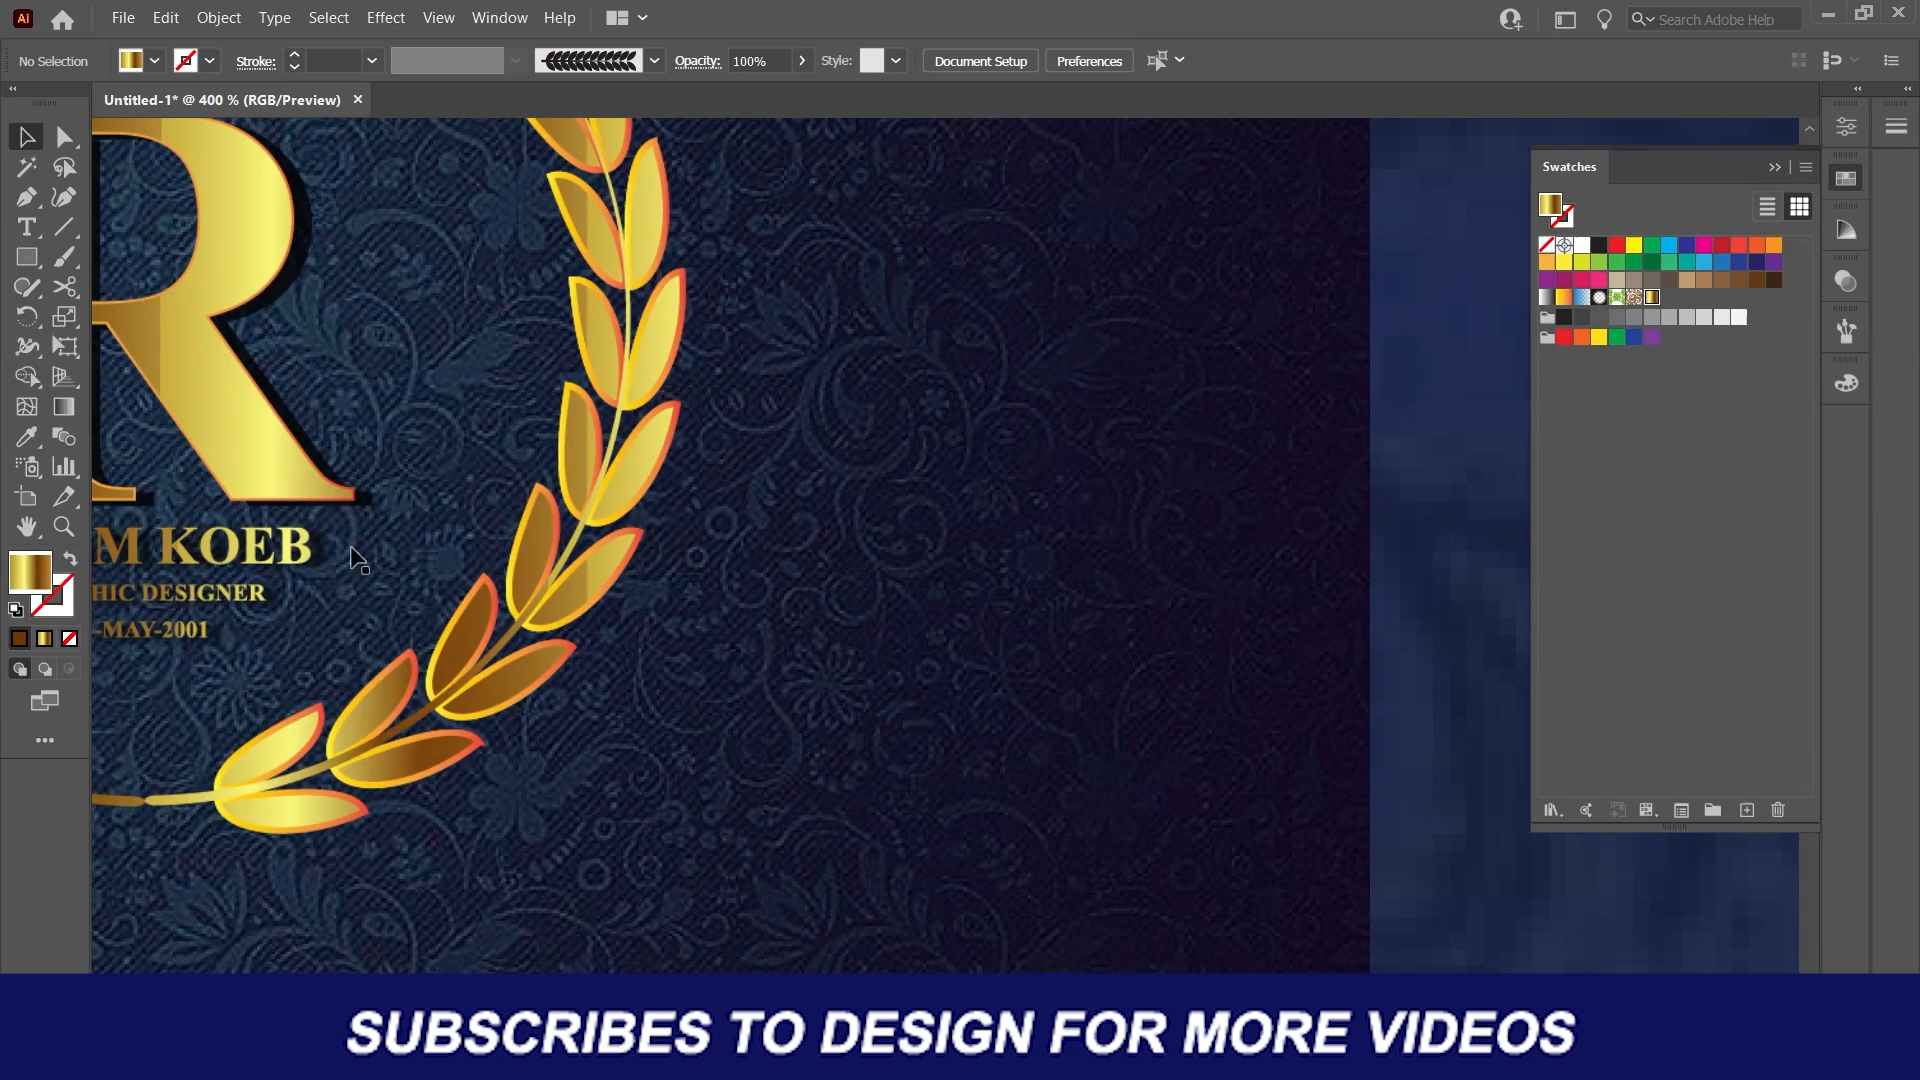 Ai
File Edit Object Type Select Effect View Window Help
Search Adobe Help
No Selection Stroke: Opacity: 100% Style: Document Setup Preferences
Untitled-1* @ 400 % (RGB/Preview)
Swatches
R
M KOEB
HIC DESIGNER
-MAY-2001
SUBSCRIBES TO DESIGN FOR MORE VIDEOS